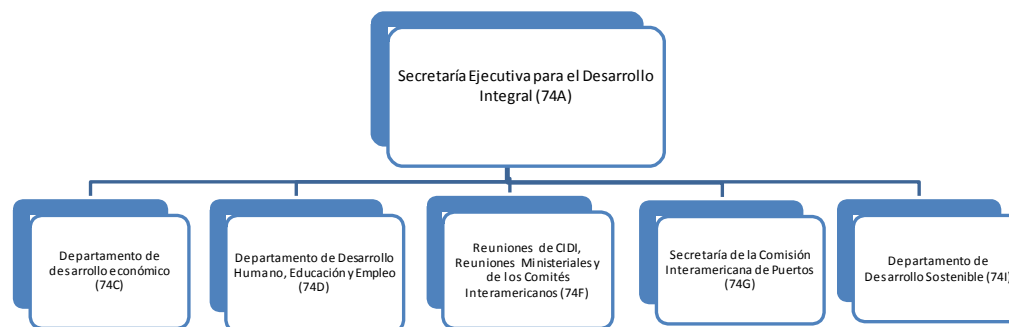 Secretaría Ejecutiva para el Desarrollo
Integral (74A)
Departamento de
desarrollo económico
(74C)
Departamento de Desarrollo
Humano, Educación y Empleo
(74D)
Reuniones de CIDI,
Reuniones Ministeriales y
de los Comités
Interamericanos (74F)
Secretaría de la Comisión
Interamericana de Puertos
(74G)
Departamento de
Desarrollo Sostenible (74I)